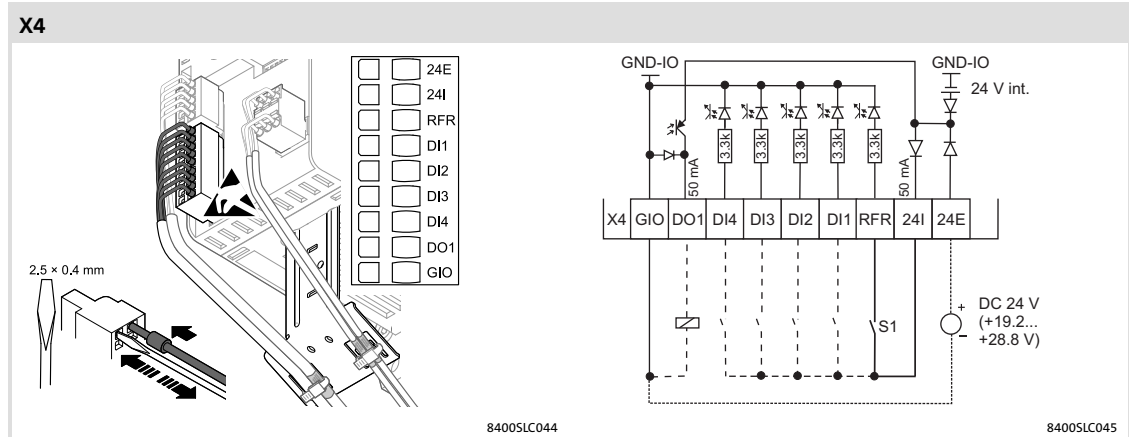 X4
24E
24I
RFR
DI1
DI2
DI3
DI4
DO1
GIO
2.5 × 0.4 mm
8400SLC044
GND-IO
GND-IO
24 V int.
3.3k
3.3k
3.3k
3.3k
3.3k
50 mA
50 mA
X4 GIO DO1 DI4 DI3 DI2 DI1 RFR 24I 24E
S1
+
DC 24 V
(+19.2...
+28.8 V)
–
8400SLC045